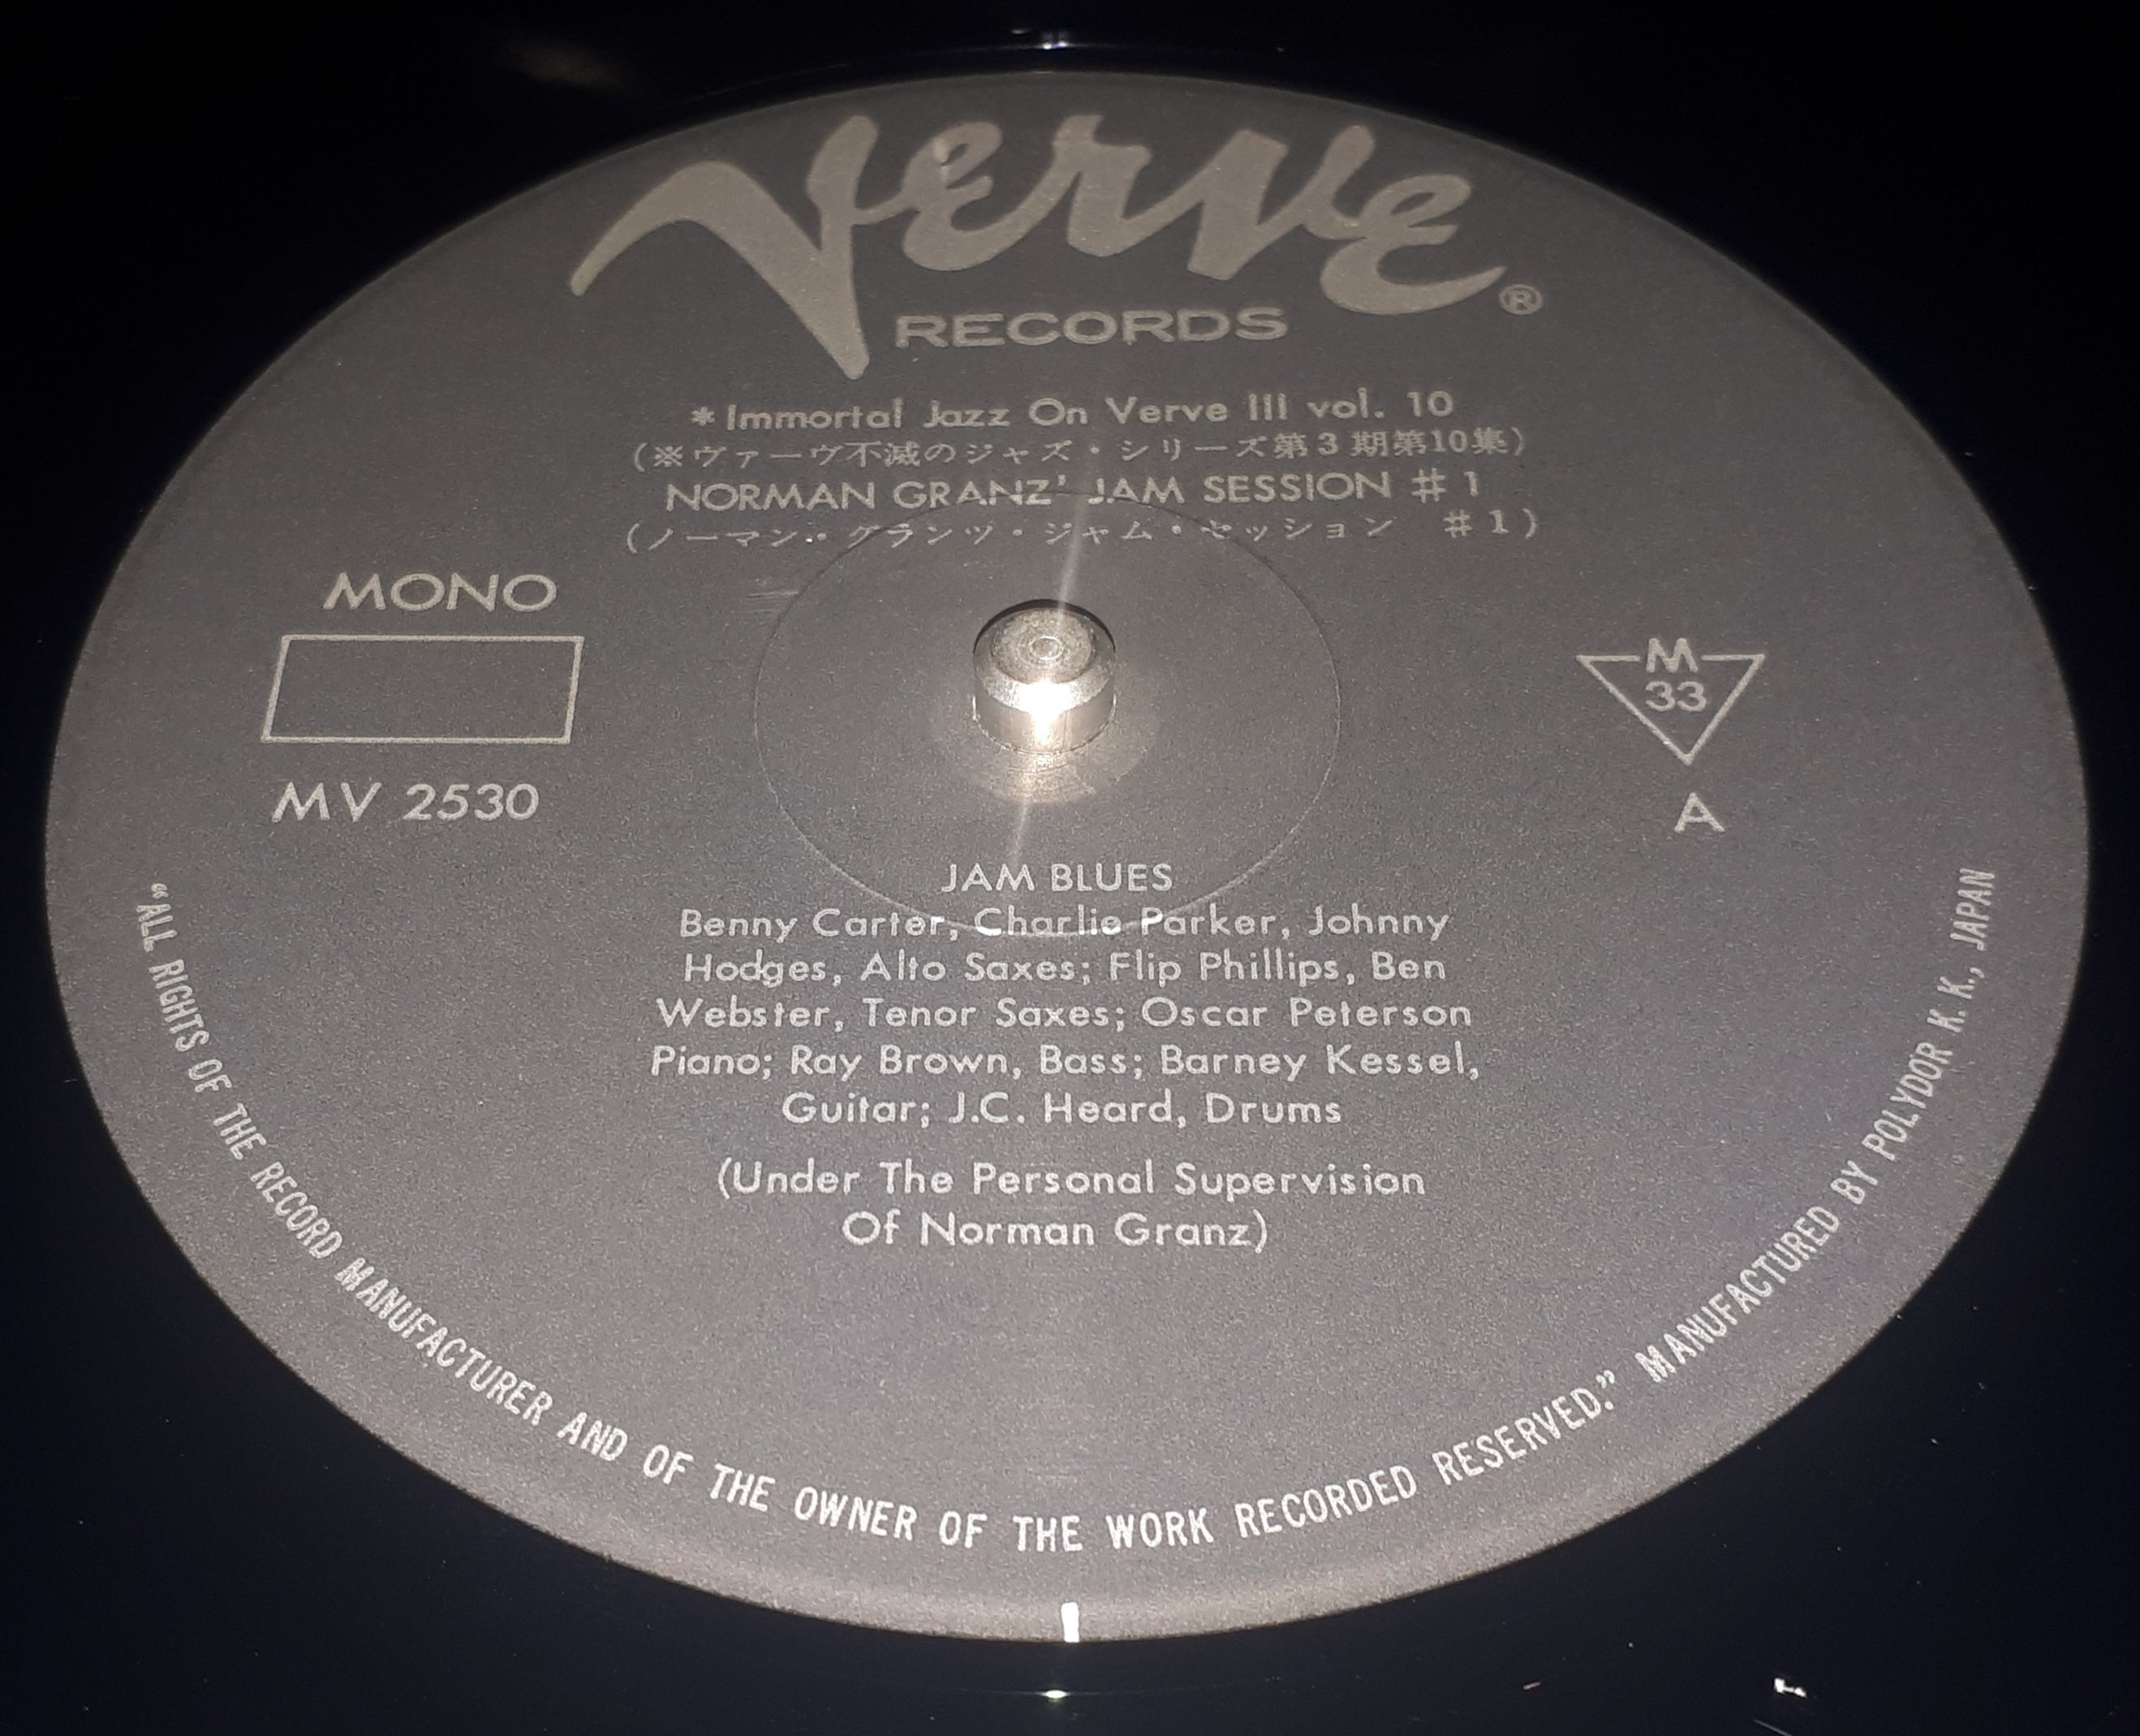 Verve ®
RECORDS
*Immortal Jazz On Verve III vol. 10
(※ヴァーヴ不滅のジャズ・シリーズ第3期第10集)
NORMAN GRANZ' JAM SESSION #1
(ノーマン・グランツ・ジャム・セッション #1)
MONO
MV 2530
M
33
A
JAM BLUES
Benny Carter, Charlie Parker, Johnny
Hodges, Alto Saxes; Flip Phillips, Ben
Webster, Tenor Saxes; Oscar Peterson
Piano; Ray Brown, Bass; Barney Kessel,
Guitar; J.C. Heard, Drums
(Under The Personal Supervision
Of Norman Granz)
“ALL RIGHTS OF THE RECORD MANUFACTURER AND OF THE OWNER OF THE WORK RECORDED RESERVED.” MANUFACTURED BY POLYDOR K. K., JAPAN